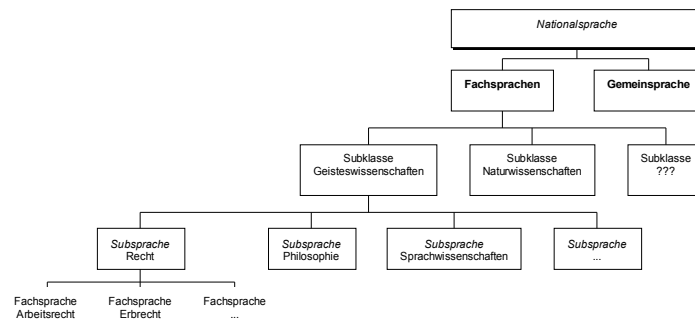 Nationalsprache
Fachsprachen
Gemeinsprache
Subklasse
Geisteswissenschaften
Subklasse
Naturwissenschaften
Subklasse
???
Subsprache
Recht
Subsprache
Philosophie
Subsprache
Sprachwissenschaften
Subsprache
...
Fachsprache
Arbeitsrecht
Fachsprache
Erbrecht
Fachsprache
...